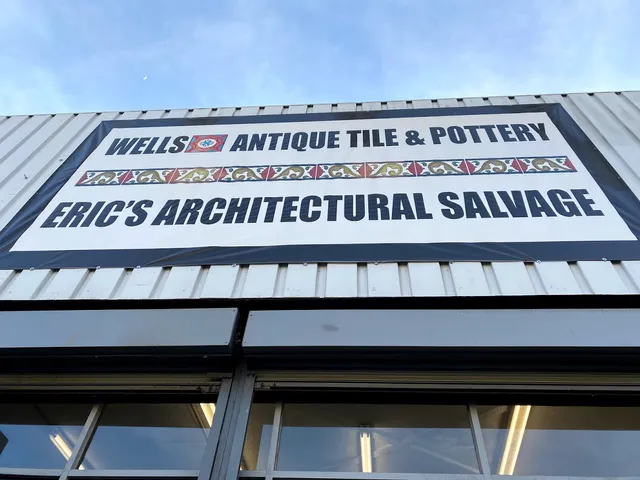 WELLS ANTIQUE TILE & POTTERY
ERIC'S ARCHITECTURAL SALVAGE